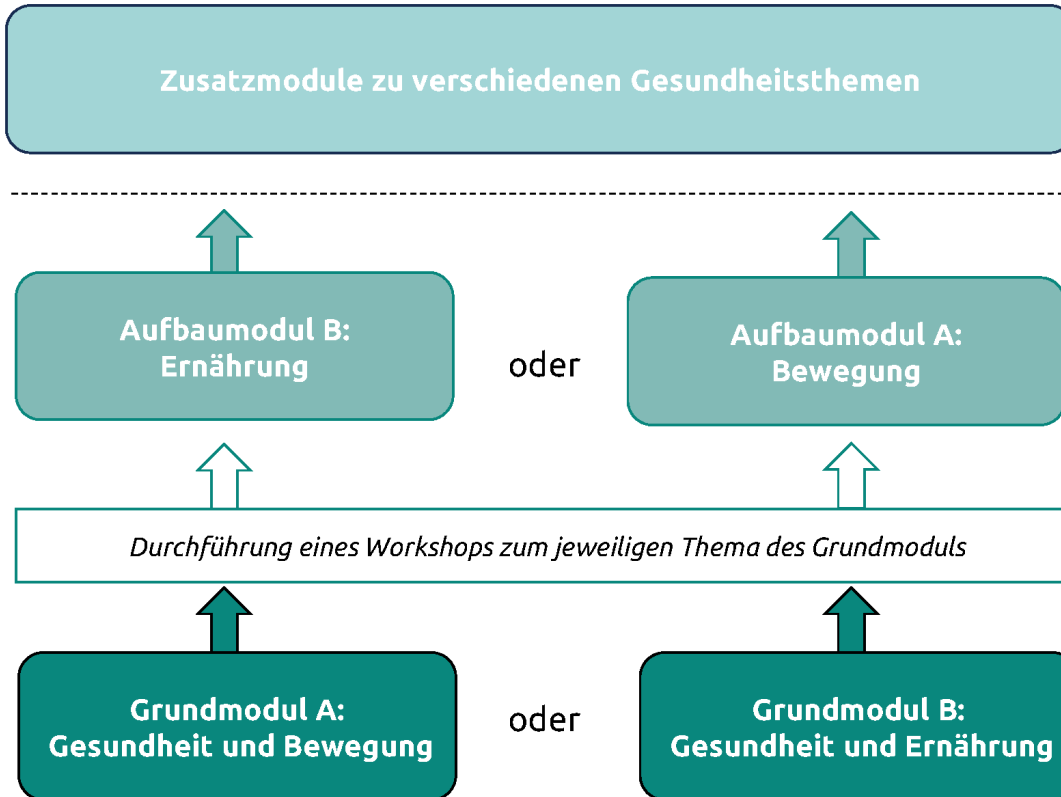 Zusatzmodule zu verschiedenen Gesundheitsthemen
Aufbaumodul B:
Ernährung
oder
Aufbaumodul A:
Bewegung
Durchführung eines Workshops zum jeweiligen Thema des Grundmoduls
Grundmodul A:
Gesundheit und Bewegung
oder
Grundmodul B:
Gesundheit und Ernährung